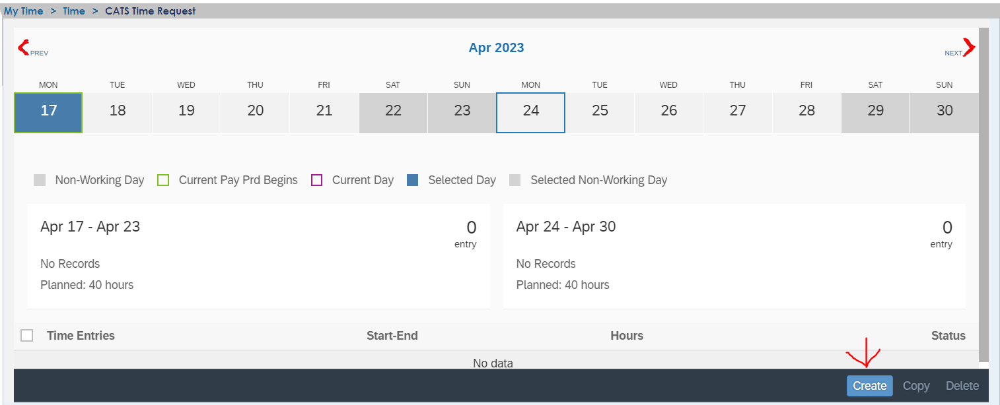 My Time > Time > CATS Time Request
PREV Apr 2023 NEXT
MON TUE WED THU FRI SAT SUN MON TUE WED THU FRI SAT SUN
17 18 19 20 21 22 23 24 25 26 27 28 29 30
Non-Working Day Current Pay Prd Begins Current Day Selected Day Selected Non-Working Day
Apr 17 - Apr 23 0 Apr 24 - Apr 30 0
entry entry
No Records No Records
Planned: 40 hours Planned: 40 hours
Time Entries Start-End Hours Status
No data
Create Copy Delete